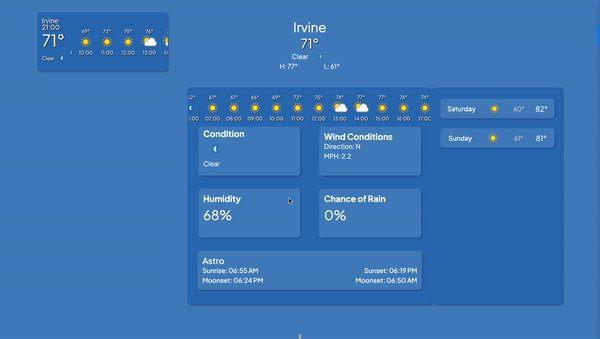 Irvine
21:00
71°
Clear
69° 73° 75° 76°
10:00 11:00 12:00 13:00
Irvine
71°
Clear
H: 77° L: 61°
61° 61° 66° 69° 73° 75° 76° 77° 77° 76° 74°
07:00 08:00 09:00 10:00 11:00 12:00 13:00 14:00 15:00 16:00 17:00
Condition
Clear
Wind Conditions
Direction: N
MPH: 2.2
Humidity
68%
Chance of Rain
0%
Astro
Sunrise: 06:55 AM Sunset: 06:19 PM
Moonset: 06:24 PM Moonset: 06:50 AM
Saturday 60° 82°
Sunday 61° 81°